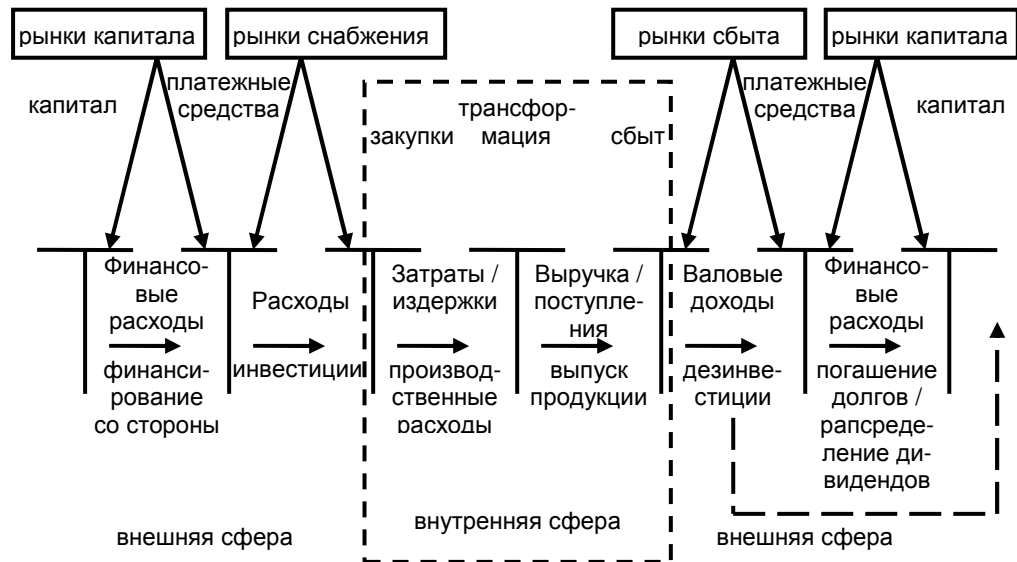 рынки капитала
рынки снабжения
рынки сбыта
рынки капитала
капитал
платежные
средства
закупки
трансфор-
мация
сбыт
платежные
средства
капитал
Финансо-
вые
расходы
финанси-
рование
со стороны
Расходы
инвестиции
Затраты /
издержки
производ-
ственные
расходы
Выручка /
поступле-
ния
выпуск
продукции
Валовые
доходы
дезинве-
стиции
Финансо-
вые
расходы
погашение
долгов /
рапсреде-
ление ди-
видендов
внешняя сфера
внутренняя сфера
внешняя сфера